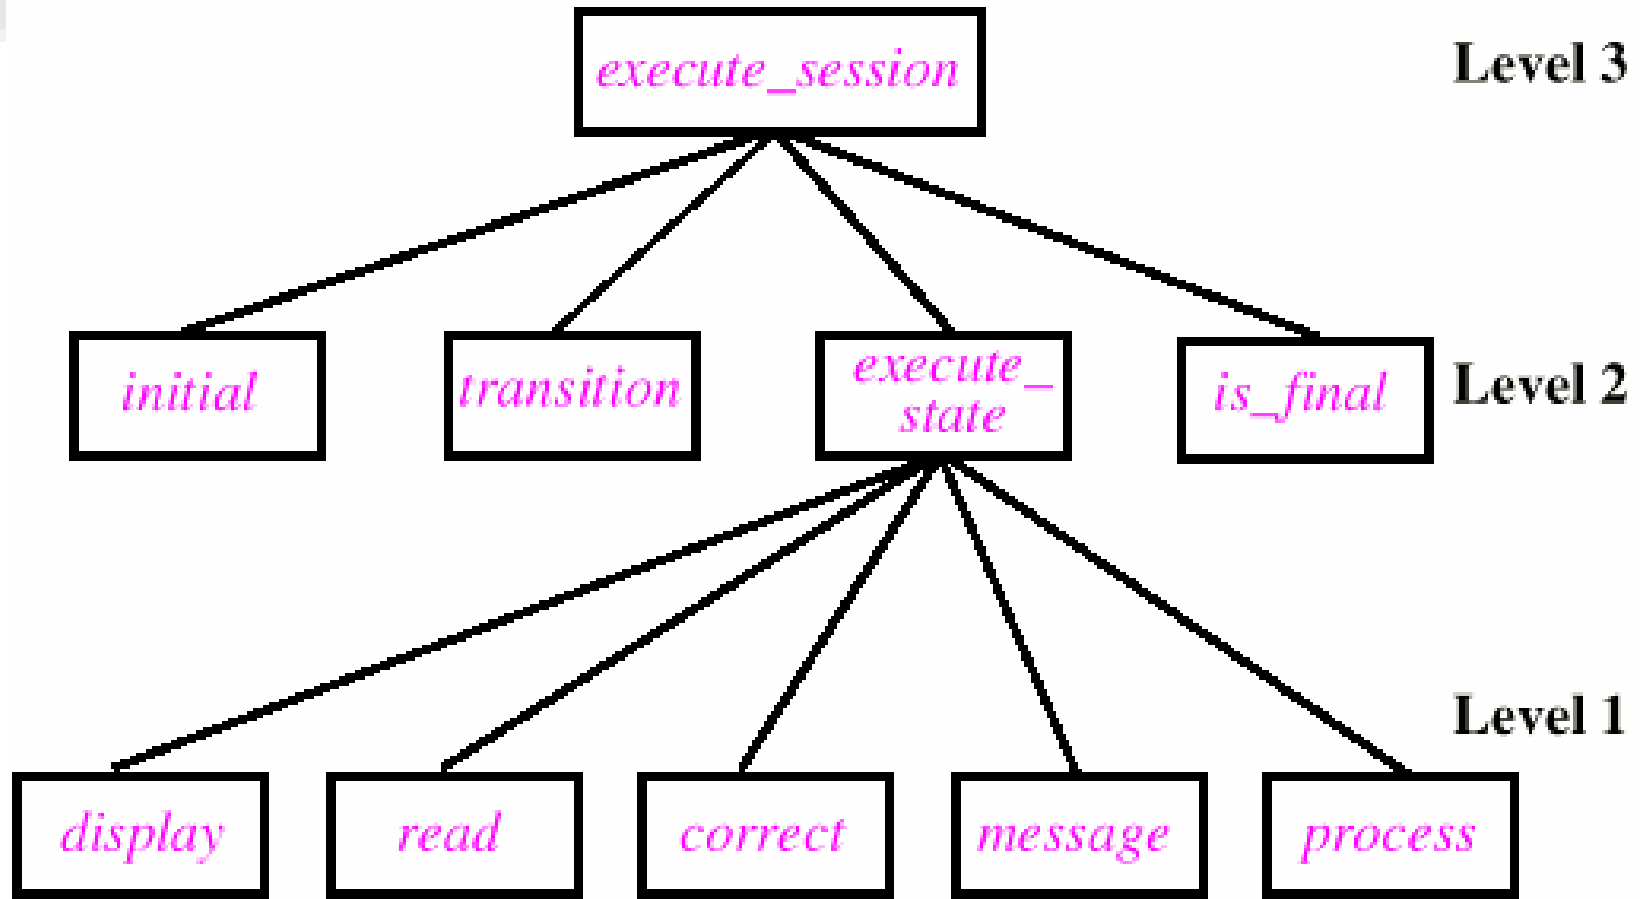 execute_session
Level 3
initial
transition
execute_
state
is_final
Level 2
Level 1
display
read
correct
message
process